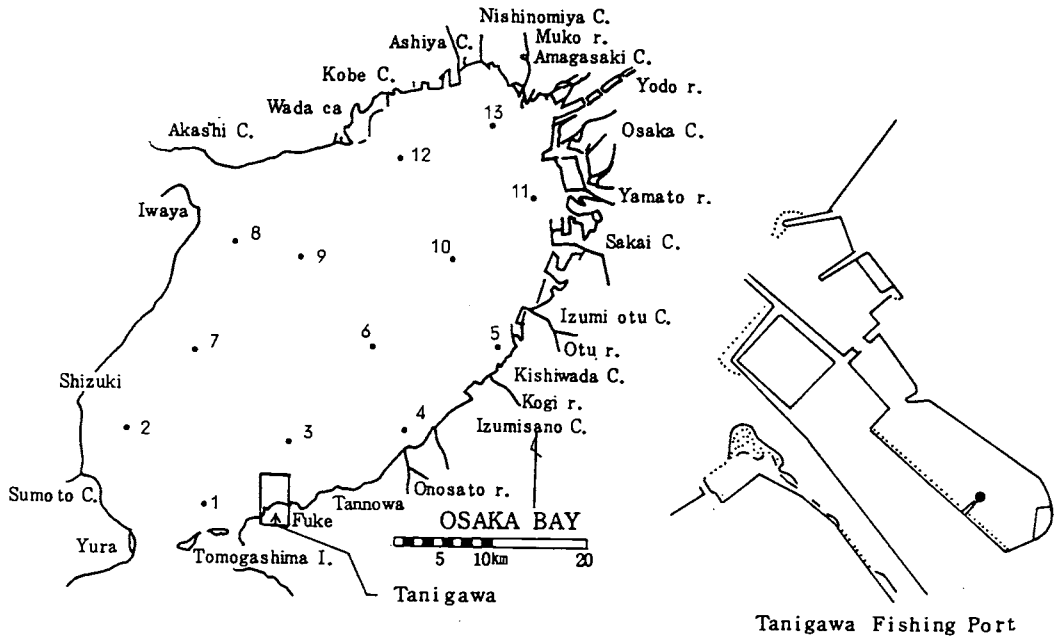 Nishinomiya C.
Ashiya C.
Muko r.
Amagasaki C.
Kobe C.
Yodo r.
Wada ca
13
Akashi C.
Osaka C.
12
11
Yamato r.
Iwaya
8
9
10
Sakai C.
Izumi otu C.
7
6
5
Otu r.
Shizuki
Kishiwada C.
Kogi r.
2
3
4
Izumisano C.
Sumoto C.
1
Tannowa
Onosato r.
Fuke
OSAKA BAY
Yura
Tomogashima I.
5 10km 20
Tanigawa
Tanigawa Fishing Port